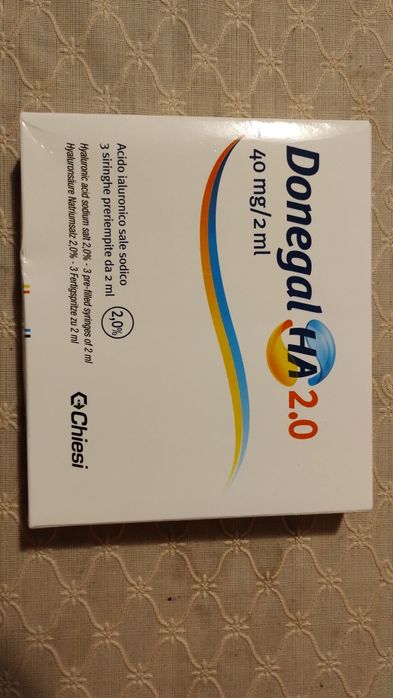 Donegal HA 2.0
40 mg/2 ml
Acido ialuronico sale sodico
3 siringhe preriempite da 2 ml
2,0%
Hyaluronic acid sodium salt 2,0% - 3 pre-filled syringes of 2 ml
Hyaluronsäure Natriumsalz 2,0% - 3 Fertigspritze zu 2 ml
Chiesi